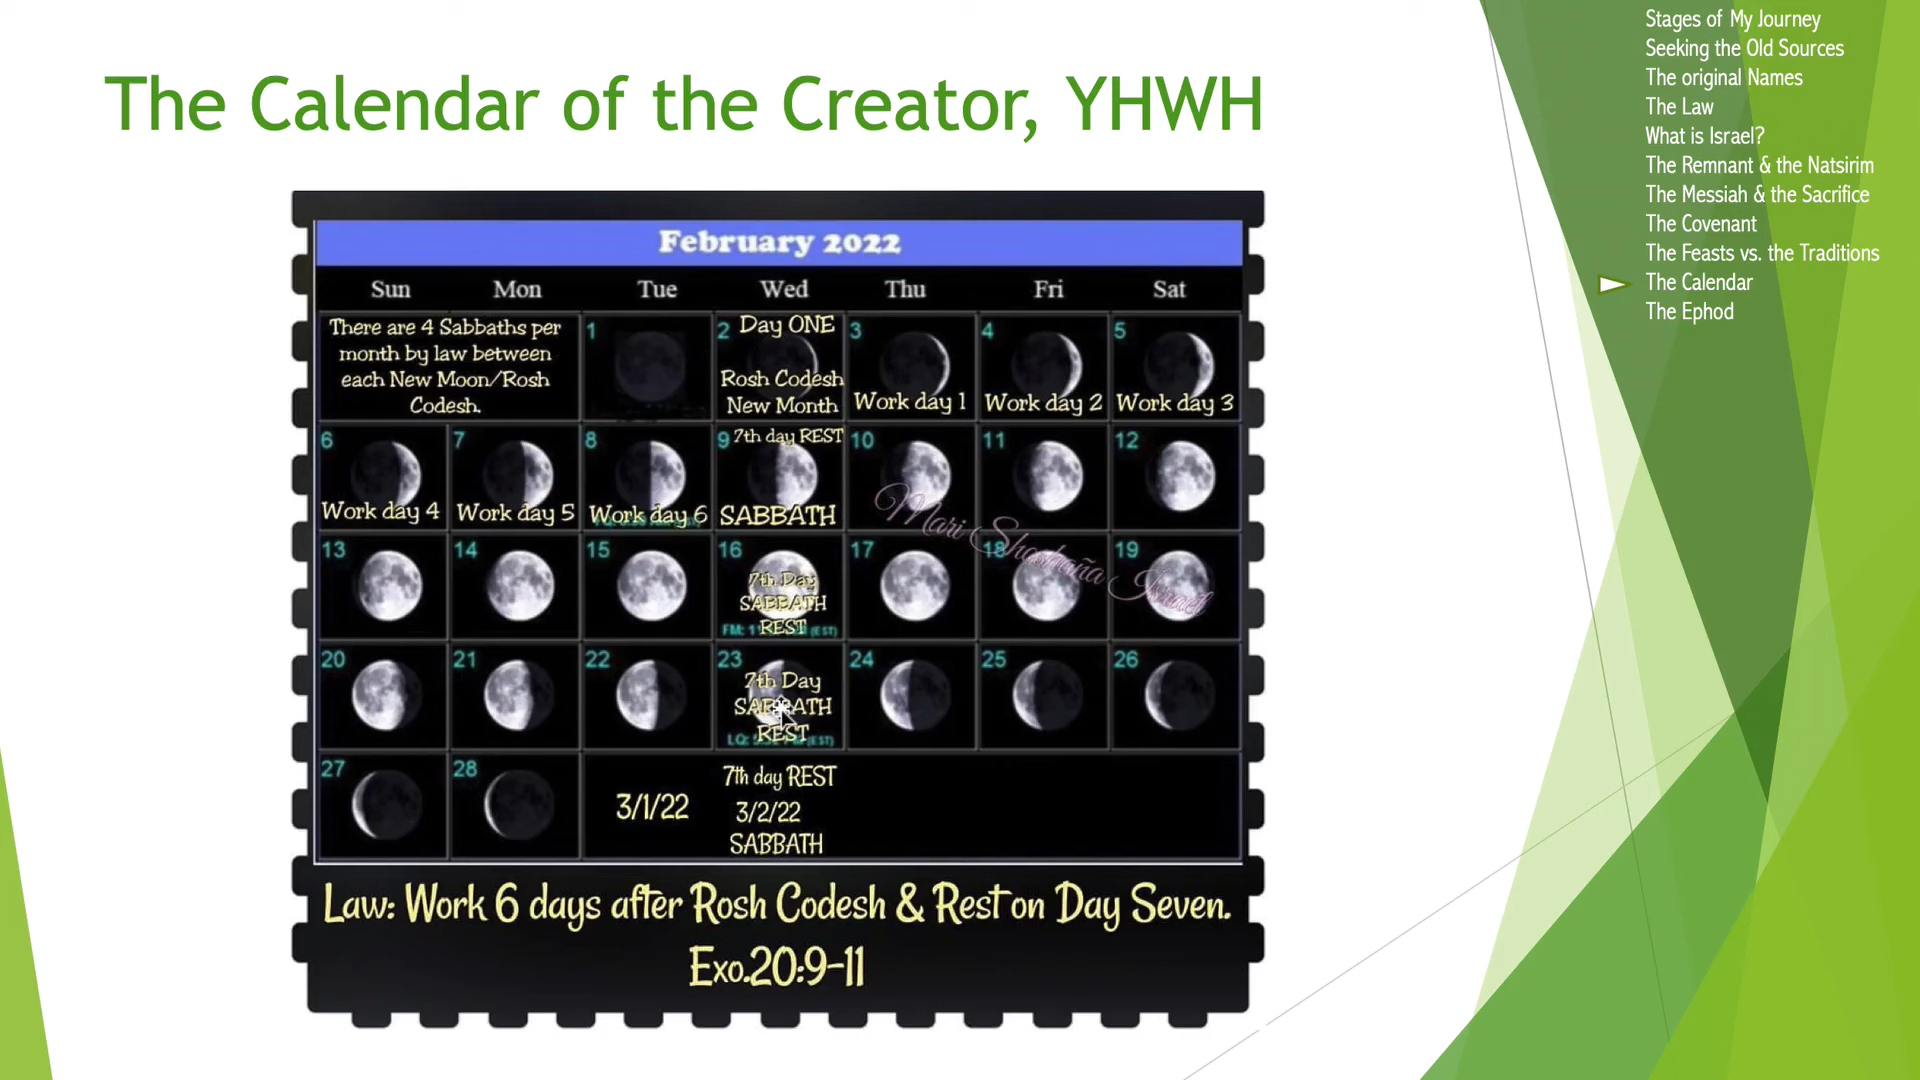 The Calendar of the Creator, YHWH
Stages of My Journey
Seeking the Old Sources
The original Names
The Law
What is Israel?
The Remnant & the Natsirim
The Messiah & the Sacrifice
The Covenant
The Feasts vs. the Traditions
The Calendar
The Ephod
February 2022
Sun Mon Tue Wed Thu Fri Sat
There are 4 Sabbaths per
month by law between
each New Moon/Rosh
Codesh.
1
2 Day ONE
Rosh Codesh
New Month
3
Work day 1
4
Work day 2
5
Work day 3
6
Work day 4
7
Work day 5
8
Work day 6
9 7th day REST
SABBATH
10
11
12
13
14
15
16
7th Day
SABBATH
REST
FM: (EST)
17
18
19
Mari Shoshaña Israel
20
21
22
23
7th Day
SABBATH
REST
LQ: (EST)
24
25
26
27
28
3/1/22
7th day REST
3/2/22
SABBATH
Law: Work 6 days after Rosh Codesh & Rest on Day Seven.
Exo.20:9-11